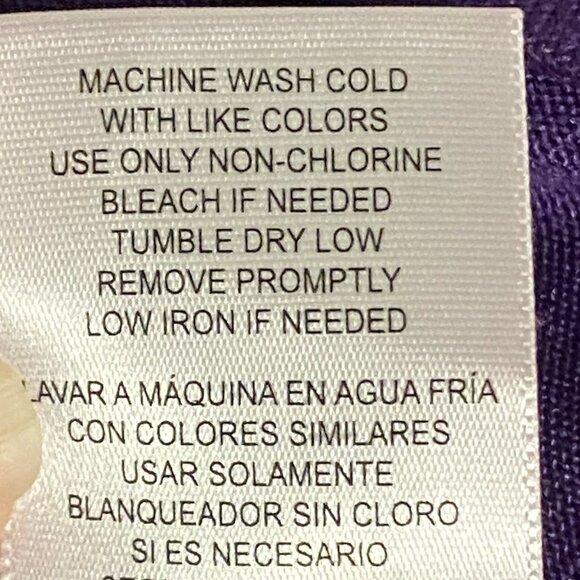 MACHINE WASH COLD
WITH LIKE COLORS
USE ONLY NON-CHLORINE
BLEACH IF NEEDED
TUMBLE DRY LOW
REMOVE PROMPTLY
LOW IRON IF NEEDED
LAVAR A MÁQUINA EN AGUA FRÍA
CON COLORES SIMILARES
USAR SOLAMENTE
BLANQUEADOR SIN CLORO
SI ES NECESARIO